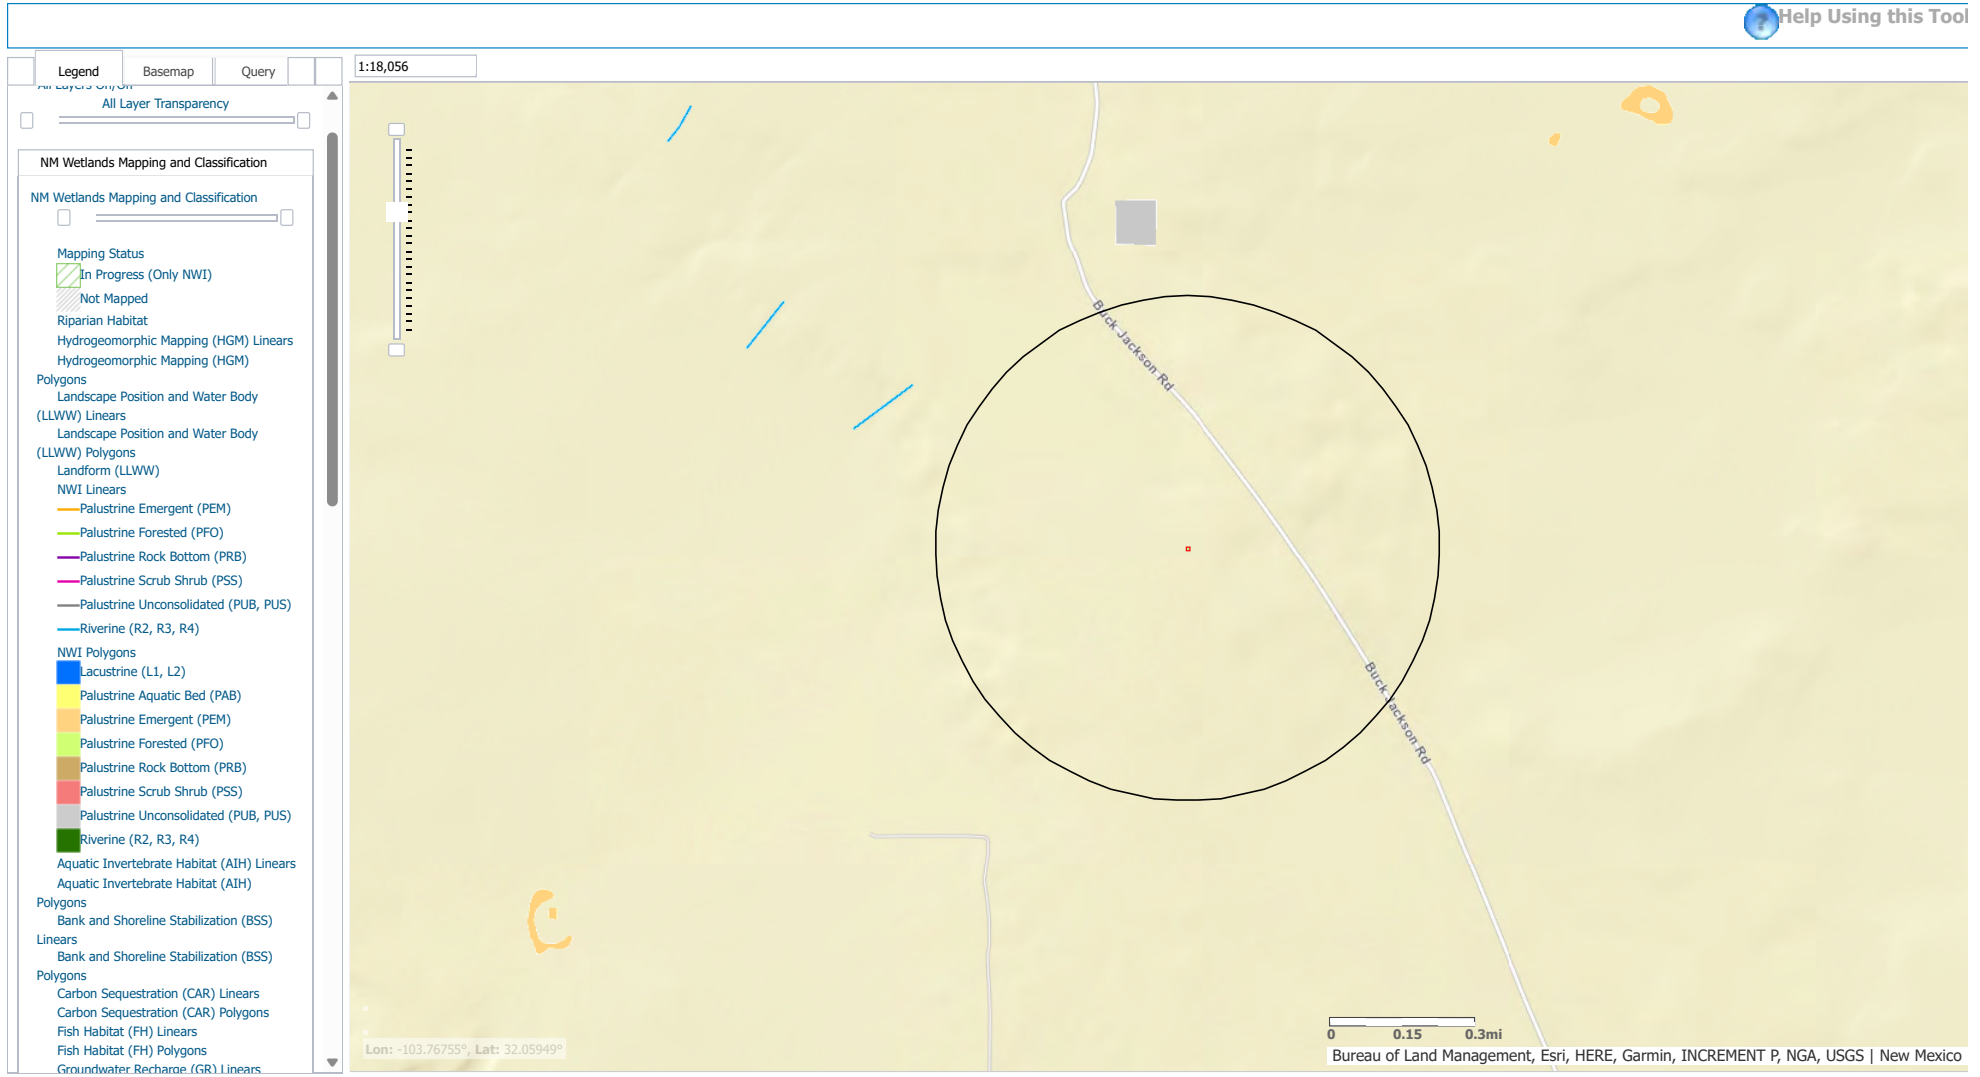 Help Using this Tool
Legend
Basemap
Query
1:18,056
All Layers On/Off
All Layer Transparency
NM Wetlands Mapping and Classification
NM Wetlands Mapping and Classification
Mapping Status
In Progress (Only NWI)
Not Mapped
Riparian Habitat
Hydrogeomorphic Mapping (HGM) Linears
Hydrogeomorphic Mapping (HGM)
Polygons
Landscape Position and Water Body
(LLWW) Linears
Landscape Position and Water Body
(LLWW) Polygons
Landform (LLWW)
NWI Linears
Palustrine Emergent (PEM)
Palustrine Forested (PFO)
Palustrine Rock Bottom (PRB)
Palustrine Scrub Shrub (PSS)
Palustrine Unconsolidated (PUB, PUS)
Riverine (R2, R3, R4)
NWI Polygons
Lacustrine (L1, L2)
Palustrine Aquatic Bed (PAB)
Palustrine Emergent (PEM)
Palustrine Forested (PFO)
Palustrine Rock Bottom (PRB)
Palustrine Scrub Shrub (PSS)
Palustrine Unconsolidated (PUB, PUS)
Riverine (R2, R3, R4)
Aquatic Invertebrate Habitat (AIH) Linears
Aquatic Invertebrate Habitat (AIH)
Polygons
Bank and Shoreline Stabilization (BSS)
Linears
Bank and Shoreline Stabilization (BSS)
Polygons
Carbon Sequestration (CAR) Linears
Carbon Sequestration (CAR) Polygons
Fish Habitat (FH) Linears
Fish Habitat (FH) Polygons
Groundwater Recharge (GR) Linears
Buck Jackson Rd
Buck Jackson Rd
Lon: -103.76755°, Lat: 32.05949°
0 0.15 0.3mi
Bureau of Land Management, Esri, HERE, Garmin, INCREMENT P, NGA, USGS | New Mexico